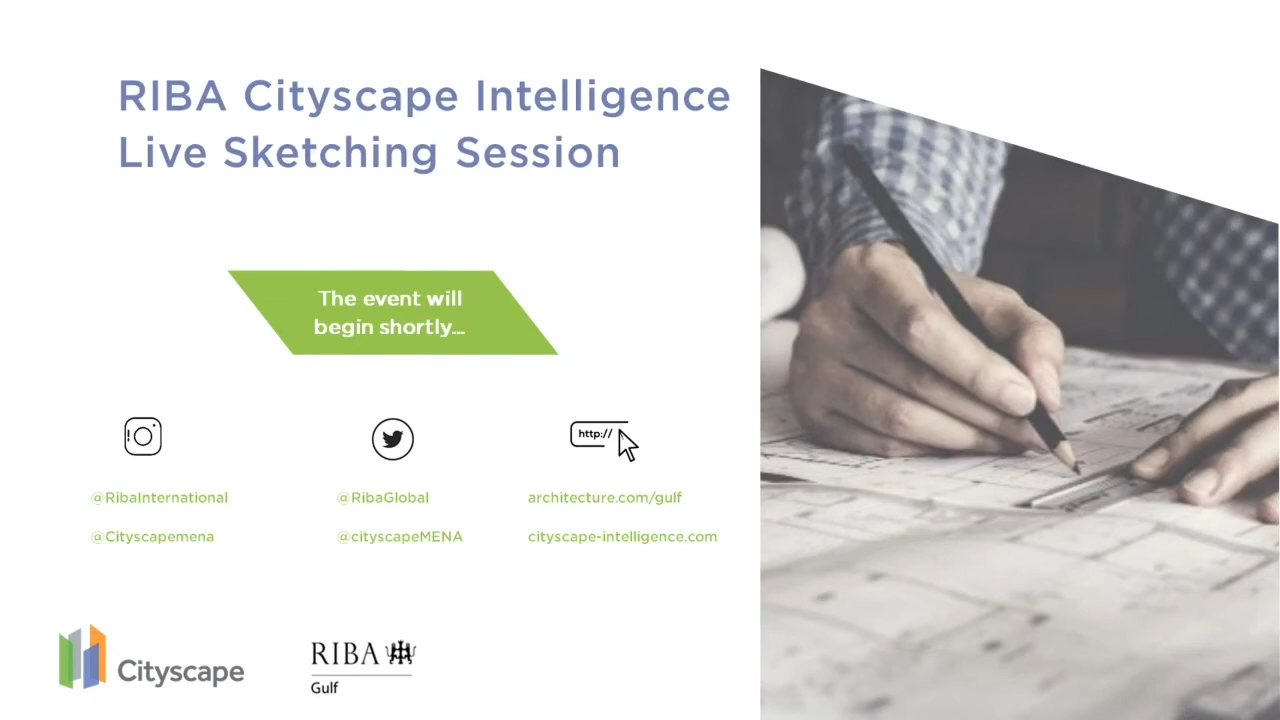 RIBA Cityscape Intelligence
Live Sketching Session
The event will
begin shortly...
http://
@RibaInternational
@RibaGlobal
architecture.com/gulf
@Cityscapemena
@cityscapeMENA
cityscape-intelligence.com
Cityscape
RIBA
Gulf